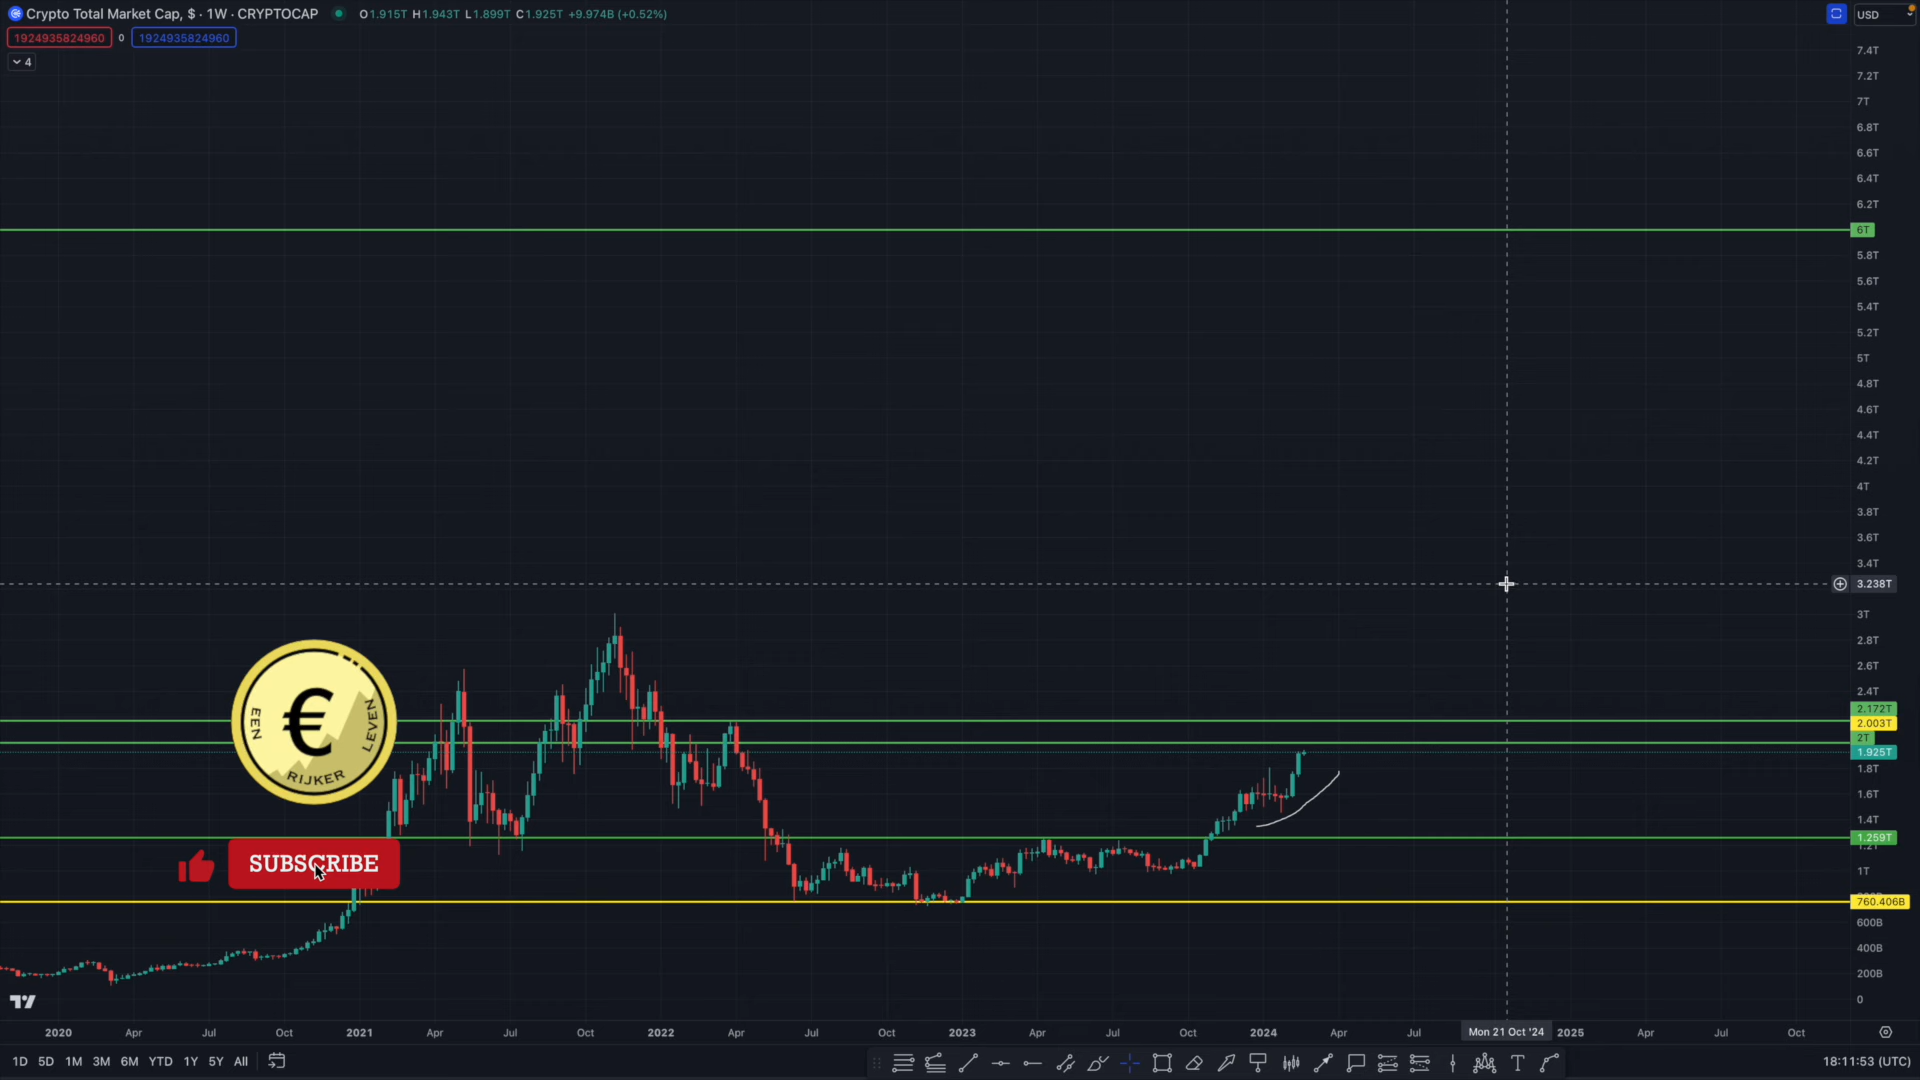 Crypto Total Market Cap, $ · 1W · CRYPTOCAP O1.915T H1.943T L1.899T C1.925T +9.974B (+0.52%) USD
1924935824960 0 1924935824960
4
7.4T
7.2T
7T
6.8T
6.6T
6.4T
6.2T
6T
5.8T
5.6T
5.4T
5.2T
5T
4.8T
4.6T
4.4T
4.2T
4T
3.8T
3.6T
3.4T
3.238T
3T
2.8T
2.6T
2.4T
2.172T
2.003T
2T
1.925T
1.8T
1.6T
1.4T
1.259T
1.2T
1T
760.406B
600B
400B
200B
0
€
EEN RIJKER LEVEN
SUBSCRIBE
2020 Apr Jul Oct 2021 Apr Jul Oct 2022 Apr Jul Oct 2023 Apr Jul Oct 2024 Apr Jul Mon 21 Oct '24 2025 Apr Jul Oct
1D 5D 1M 3M 6M YTD 1Y 5Y All 18:11:53 (UTC)